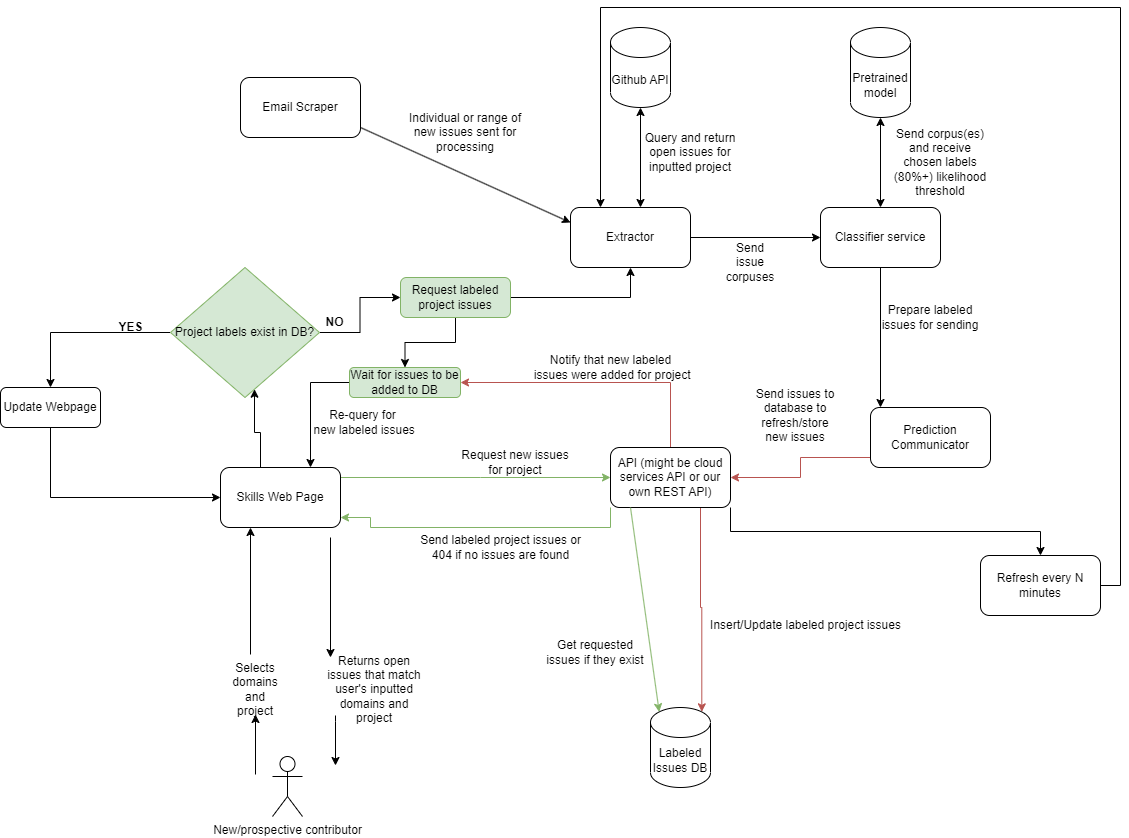 Github API
Pretrained
model
Email Scraper
Individual or range of
new issues sent for
processing
Query and return
open issues for
inputted project
Send corpus(es)
and receive
chosen labels
(80%+) likelihood
threshold
Extractor
Send
issue
corpuses
Classifier service
Request labeled
project issues
Project labels exist in DB?
YES
NO
Prepare labeled
issues for sending
Wait for issues to be
added to DB
Notify that new labeled
issues were added for project
Update Webpage
Re-query for
new labeled issues
Send issues to
database to
refresh/store
new issues
Prediction
Communicator
Request new issues
for project
API (might be cloud
services API or our
own REST API)
Skills Web Page
Send labeled project issues or
404 if no issues are found
Refresh every N
minutes
Insert/Update labeled project issues
Get requested
issues if they exist
Selects
domains
and
project
Returns open
issues that match
user's inputted
domains and
project
Labeled
Issues DB
New/prospective contributor